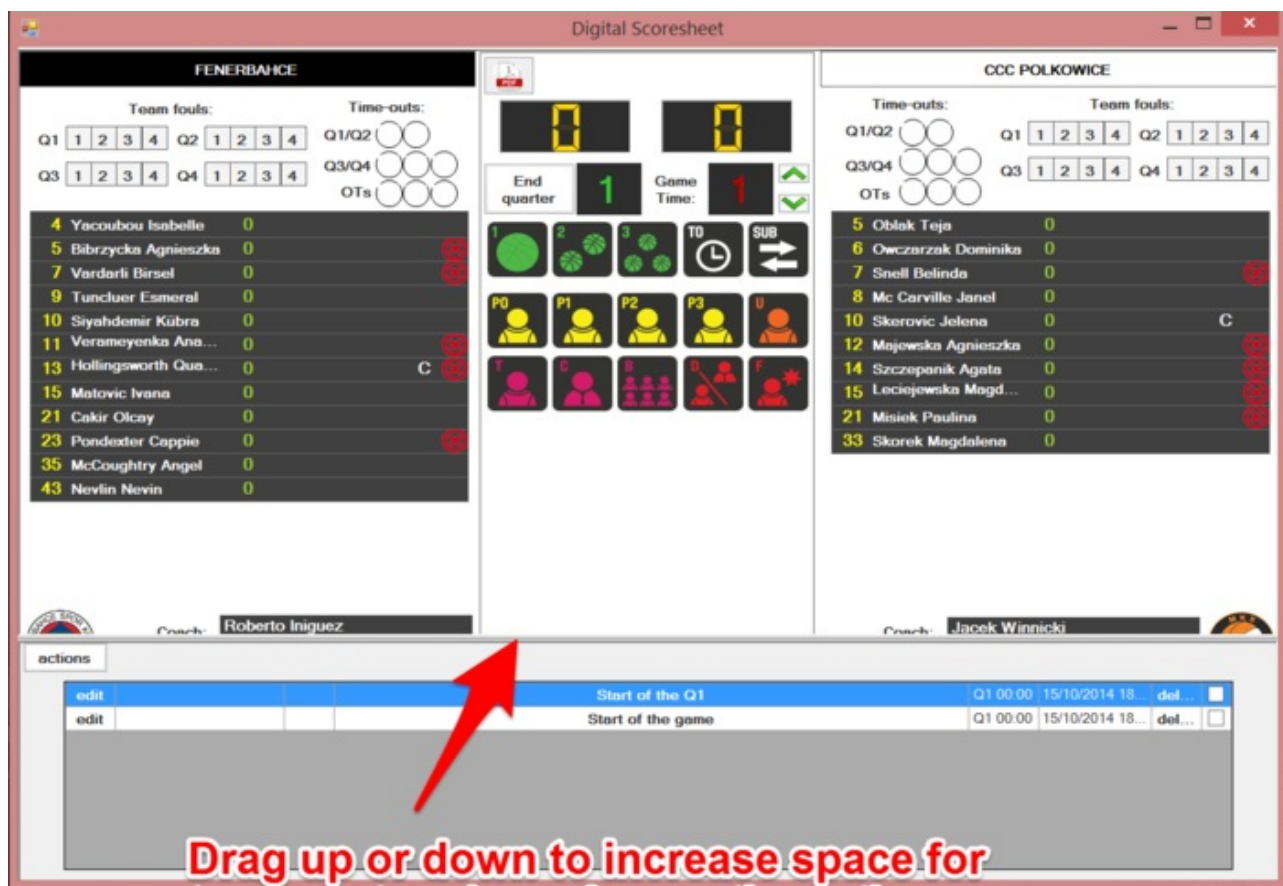 Digital Scoresheet
FENERBAHCE
Team fouls:
Time-outs:
Q1 1 2 3 4 Q2 1 2 3 4
Q1/Q2
Q3 1 2 3 4 Q4 1 2 3 4
Q3/Q4
OTs
4 Yacoubou Isabelle 0
5 Bibrzycka Agnieszka 0
7 Vardarli Birsel 0
9 Tuncluer Esmeral 0
10 Siyahdemir Kübra 0
11 Verameyenka Ana... 0
13 Hollingsworth Qua... 0 C
15 Matovic Ivana 0
21 Cakir Olcay 0
23 Pondexter Cappie 0
35 McCoughtry Angel 0
43 Nevlin Nevin 0
Coach: Roberto Iniguez
PDF
0 0
End quarter 1 Game Time: 1
1 2 3 TO SUB
P0 P1 P2 P3 U
T C B D F
CCC POLKOWICE
Time-outs:
Team fouls:
Q1/Q2
Q1 1 2 3 4 Q2 1 2 3 4
Q3/Q4
Q3 1 2 3 4 Q4 1 2 3 4
OTs
5 Oblak Teja 0
6 Owczarzak Dominika 0
7 Snell Belinda 0
8 Mc Carville Janel 0
10 Skerovic Jelena 0 C
12 Majewska Agnieszka 0
14 Szczepanik Agata 0
15 Leciejewska Magd... 0
21 Misiek Paulina 0
33 Skorek Magdalena 0
Coach: Jacek Winnicki
actions
edit Start of the Q1 Q1 00:00 15/10/2014 18... del...
edit Start of the game Q1 00:00 15/10/2014 18... del...
Drag up or down to increase space for